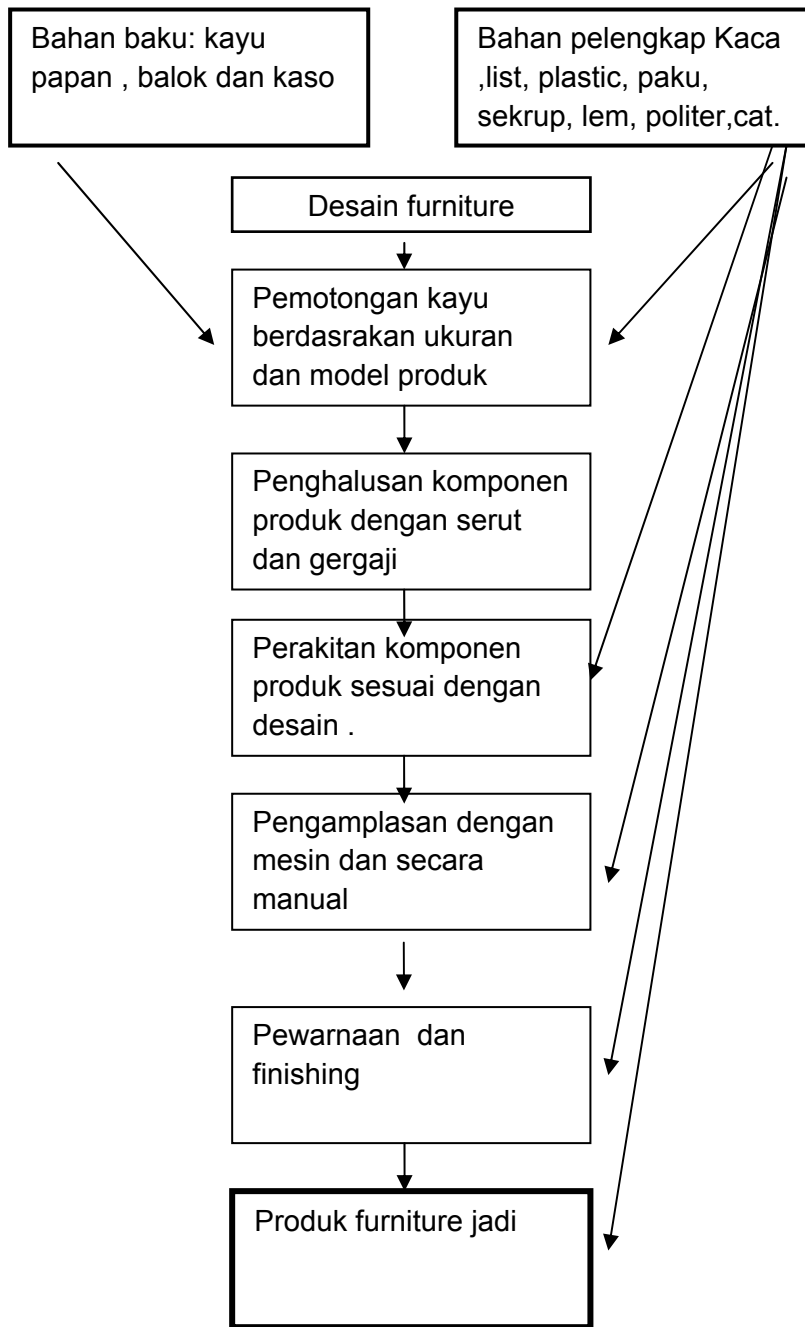 Bahan baku: kayu
papan , balok dan kaso
Bahan pelengkap Kaca
,list, plastic, paku,
sekrup, lem, politer,cat.
Desain furniture
Pemotongan kayu
berdasrakan ukuran
dan model produk
Penghalusan komponen
produk dengan serut
dan gergaji
Perakitan komponen
produk sesuai dengan
desain .
Pengamplasan dengan
mesin dan secara
manual
Pewarnaan  dan
finishing
Produk furniture jadi